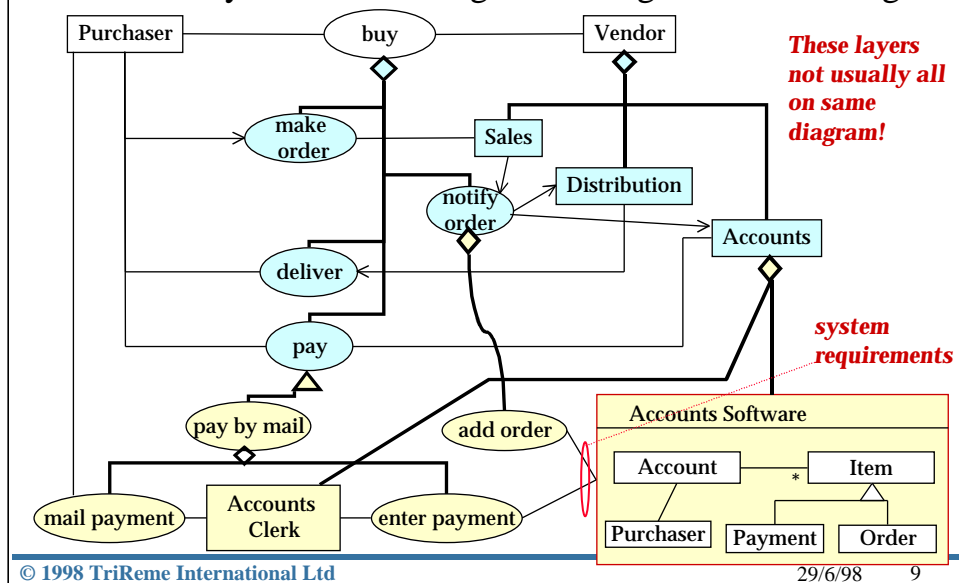 Purchaser
buy
Vendor
These layers
not usually all
on same
diagram!
make
order
Sales
Distribution
notify
order
Accounts
deliver
pay
system
requirements
pay by mail
add order
Accounts Software
Account
*
Item
mail payment
Accounts
Clerk
enter payment
Purchaser
Payment
Order
© 1998 TriReme International Ltd
29/6/98
9